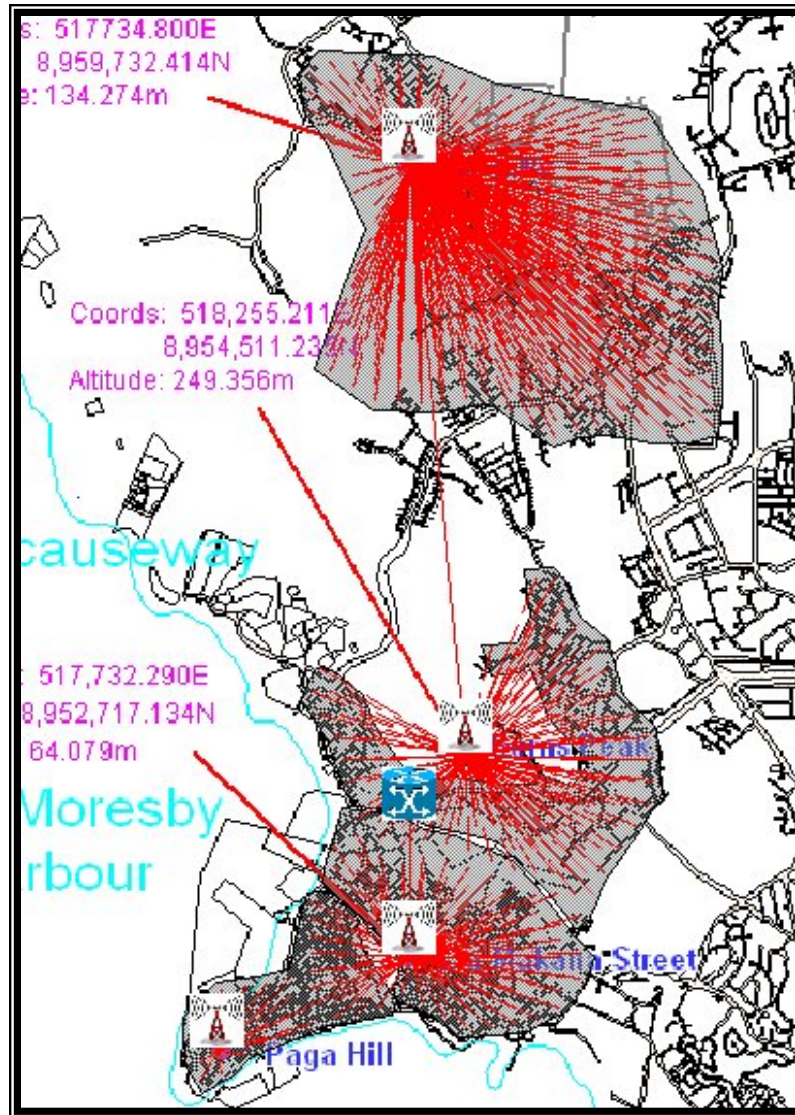 s: 517734.800E
8,959,732.414N
e: 134.274m
Coords: 518,255.211E
8,954,511.23
Altitude: 249.356m
causeway
: 517,732.290E
8,952,717.134N
64.079m
Peak
Moresby
rbour
Street
Paga Hill